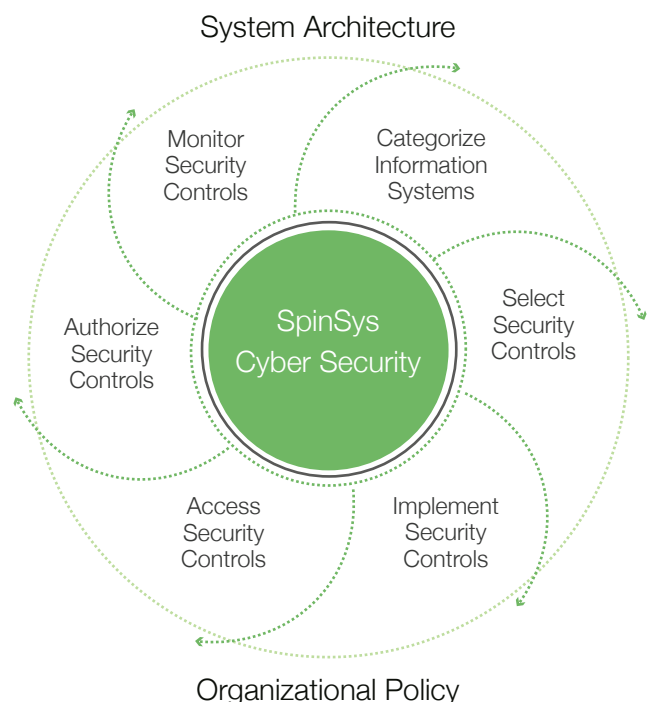 System Architecture
Monitor
Security
Controls
Categorize
Information
Systems
Authorize
Security
Controls
SpinSys
Cyber Security
Select
Security
Controls
Access
Security
Controls
Implement
Security
Controls
Organizational Policy